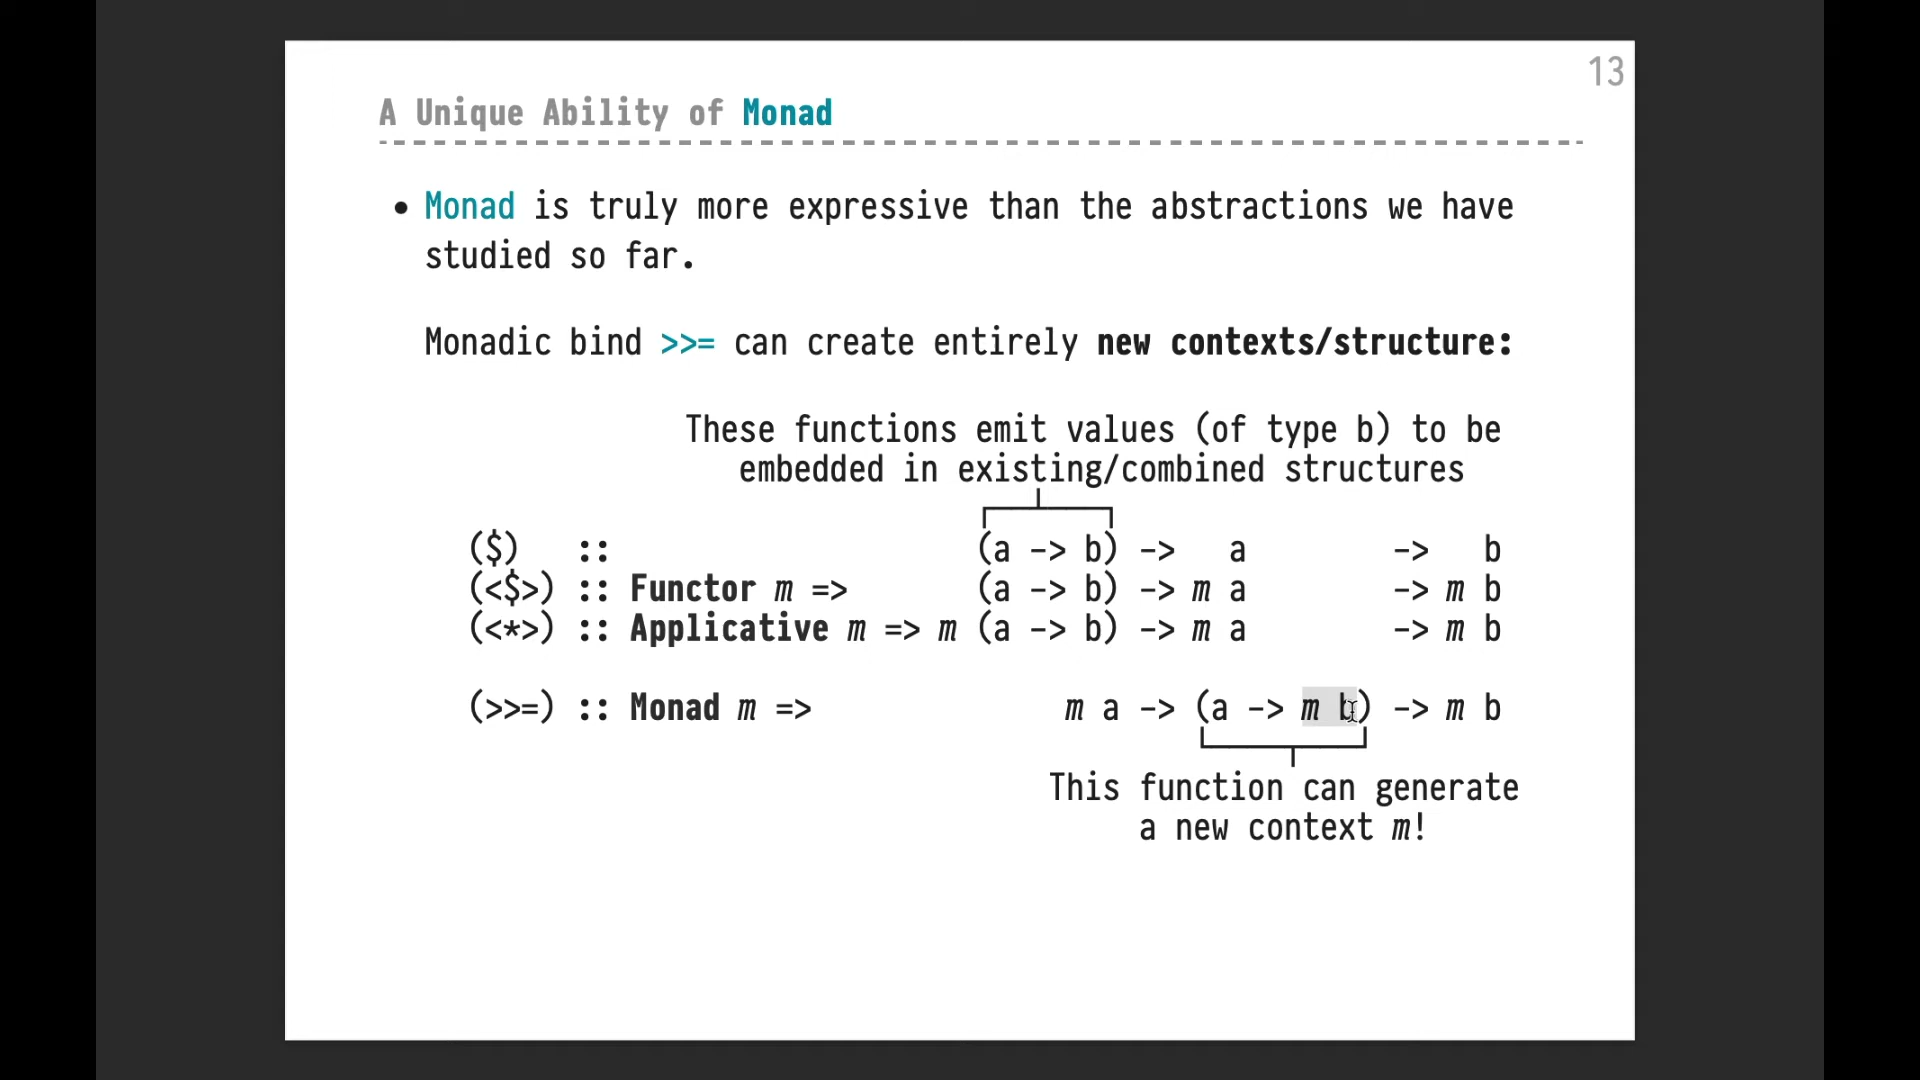 13
A Unique Ability of Monad
• Monad is truly more expressive than the abstractions we have
studied so far.
Monadic bind >>= can create entirely new contexts/structure:
These functions emit values (of type b) to be
embedded in existing/combined structures
($) :: (a -> b) -> a -> b
(<$>) :: Functor m => (a -> b) -> m a -> m b
(<*>) :: Applicative m => m (a -> b) -> m a -> m b
(>>=) :: Monad m => m a -> (a -> m b) -> m b
This function can generate
a new context m!